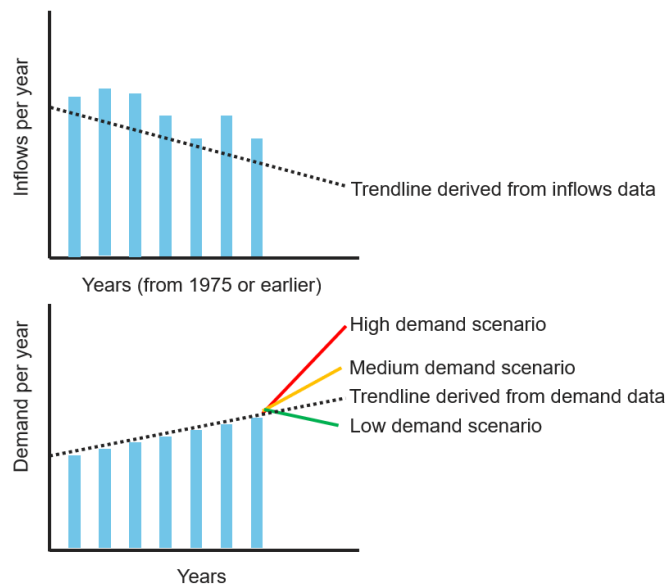 Inflows per year
Trendline derived from inflows data
Years (from 1975 or earlier)
Demand per year
High demand scenario
Medium demand scenario
Trendline derived from demand data
Low demand scenario
Years